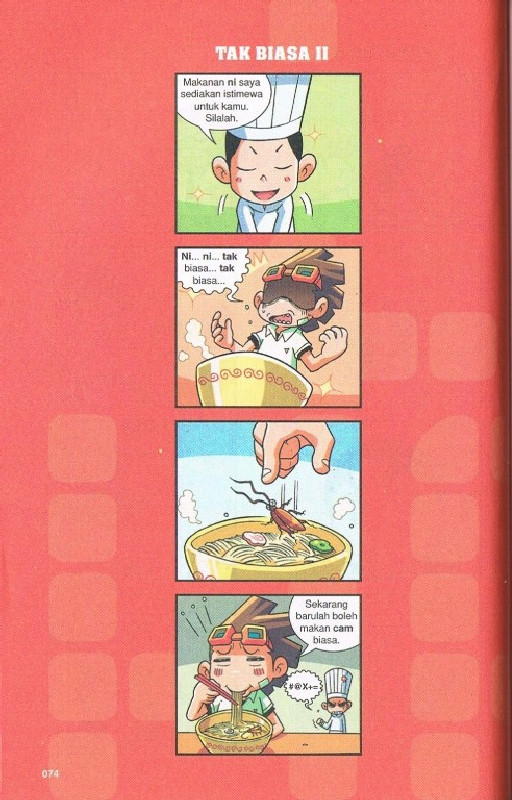 TAK BIASA II
Makanan ni saya
sediakan istimewa
untuk kamu.
Silalah.
Ni... ni... tak
biasa... tak
biasa...
Sekarang
barulah boleh
makan cam
biasa.
#@*X+=
074